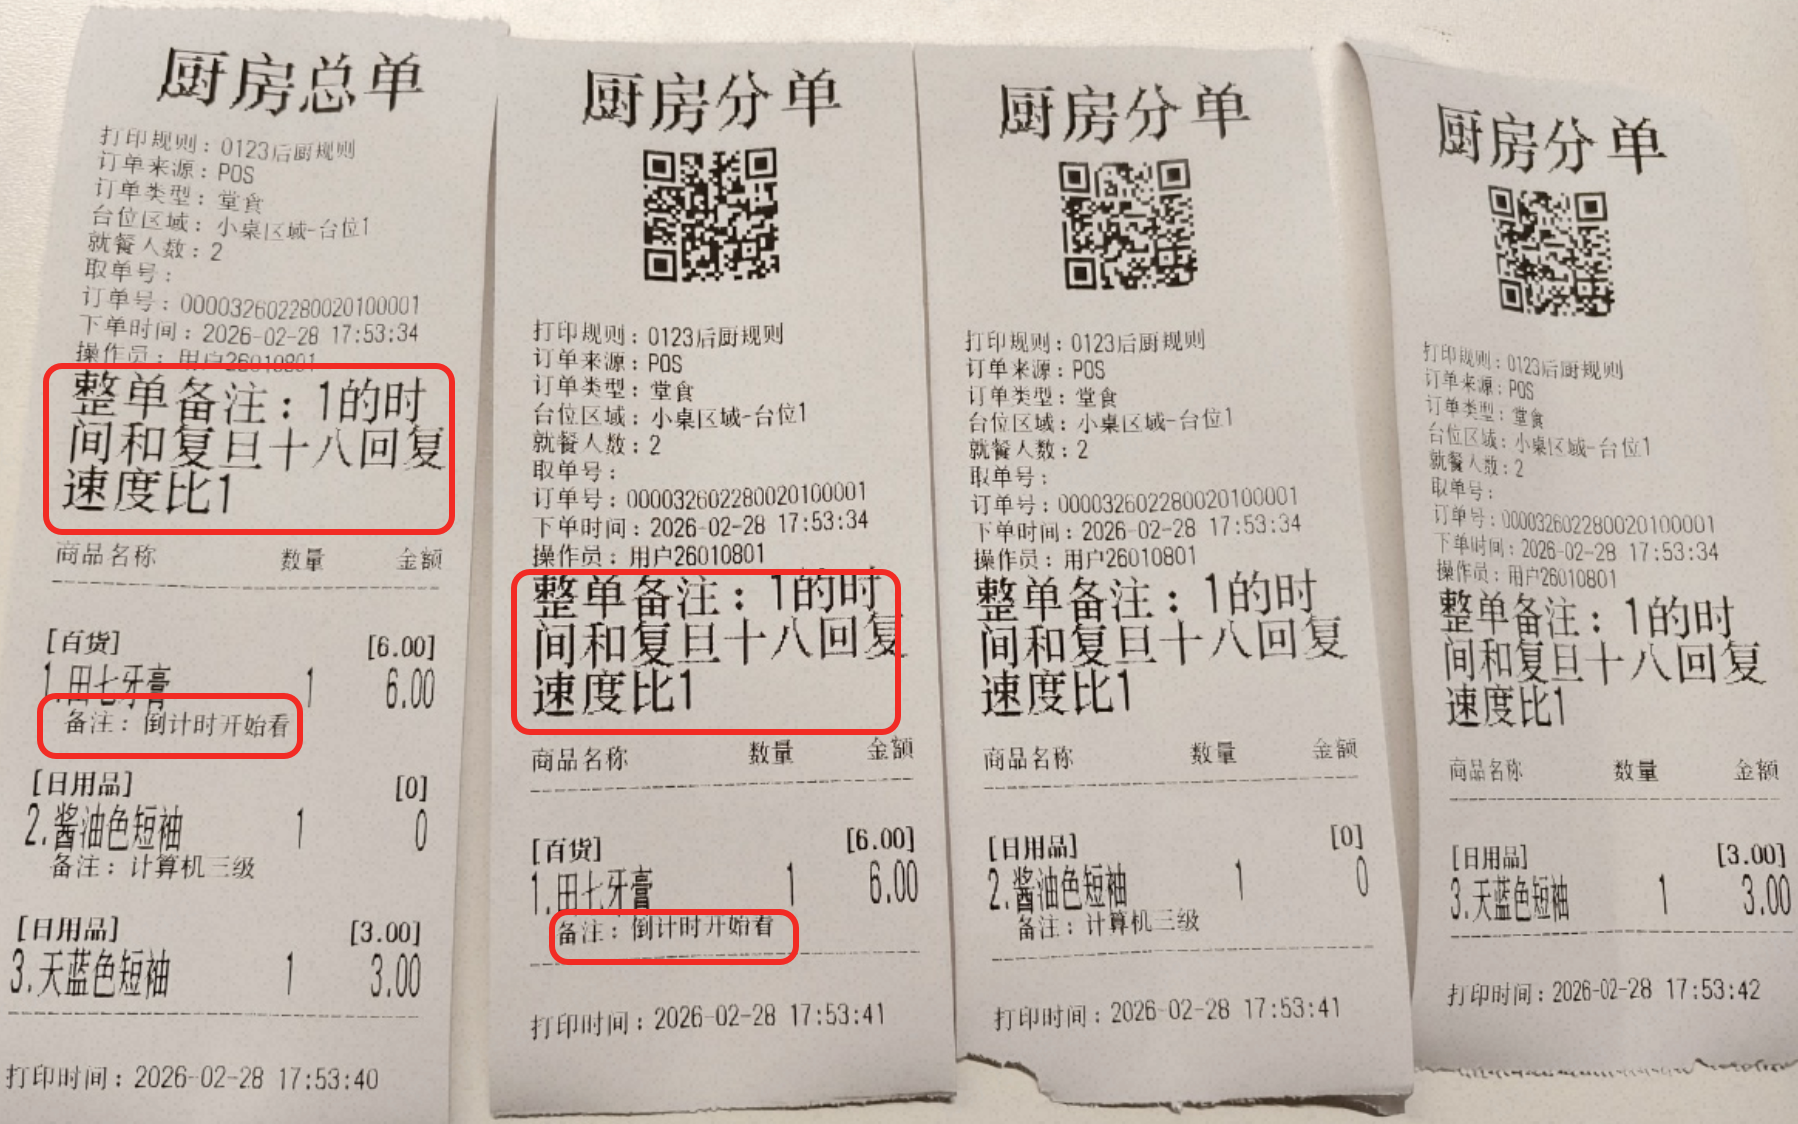 厨房总单
打印规则：0123后厨规则
订单来源：POS
订单类型：堂食
台位区域：小桌区域-台位1
就餐人数：2
取单号：
订单号：00003260228002010​0001
下单时间：2026-02-28 17:53:34
操作员：用户26010801
整单备注：1的时
间和复旦十八回复
速度比1
商品名称 数量 金额
[百货] [6.00]
1.田七牙膏 1 6.00
备注：倒计时开始看
[日用品] [0]
2.酱油色短袖 1 0
备注：计算机三级
[日用品] [3.00]
3.天蓝色短袖 1 3.00
打印时间：2026-02-28 17:53:40
厨房分单
打印规则：0123后厨规则
订单来源：POS
订单类型：堂食
台位区域：小桌区域-台位1
就餐人数：2
取单号：
订单号：000032602280020100001
下单时间：2026-02-28 17:53:34
操作员：用户26010801
整单备注：1的时
间和复旦十八回复
速度比1
商品名称 数量 金额
[百货] [6.00]
1.田七牙膏 1 6.00
备注：倒计时开始看
打印时间：2026-02-28 17:53:41
厨房分单
打印规则：0123后厨规则
订单来源：POS
订单类型：堂食
台位区域：小桌区域-台位1
就餐人数：2
取单号：
订单号：000032602280020100001
下单时间：2026-02-28 17:53:34
操作员：用户26010801
整单备注：1的时
间和复旦十八回复
速度比1
商品名称 数量 金额
[日用品] [0]
2.酱油色短袖 1 0
备注：计算机三级
打印时间：2026-02-28 17:53:41
厨房分单
打印规则：0123后厨规则
订单来源：POS
订单类型：堂食
台位区域：小桌区域-台位1
就餐人数：2
取单号：
订单号：000032602280020100001
下单时间：2026-02-28 17:53:34
操作员：用户26010801
整单备注：1的时
间和复旦十八回复
速度比1
商品名称 数量 金额
[日用品] [3.00]
3.天蓝色短袖 1 3.00
打印时间：2026-02-28 17:53:42